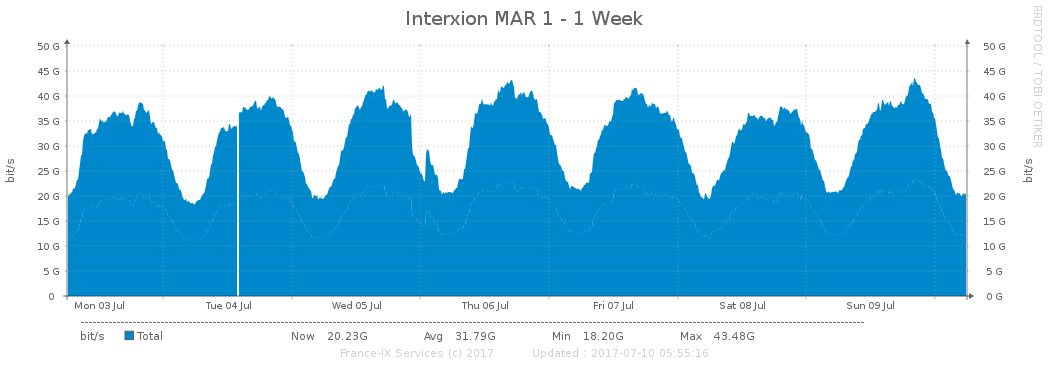 Interxion MAR 1 - 1 Week
RRDTOOL / TOBI OETIKER
50 G 50 G
45 G 45 G
40 G 40 G
35 G 35 G
30 G 30 G
25 G 25 G
20 G 20 G
15 G 15 G
10 G 10 G
5 G 5 G
0 0 G
bit/s bit/s
Mon 03 Jul Tue 04 Jul Wed 05 Jul Thu 06 Jul Fri 07 Jul Sat 08 Jul Sun 09 Jul
bit/s Total Now 20.23G Avg 31.79G Min 18.20G Max 43.48G
France-IX Services (c) 2017 Updated : 2017-07-10 05:55:16